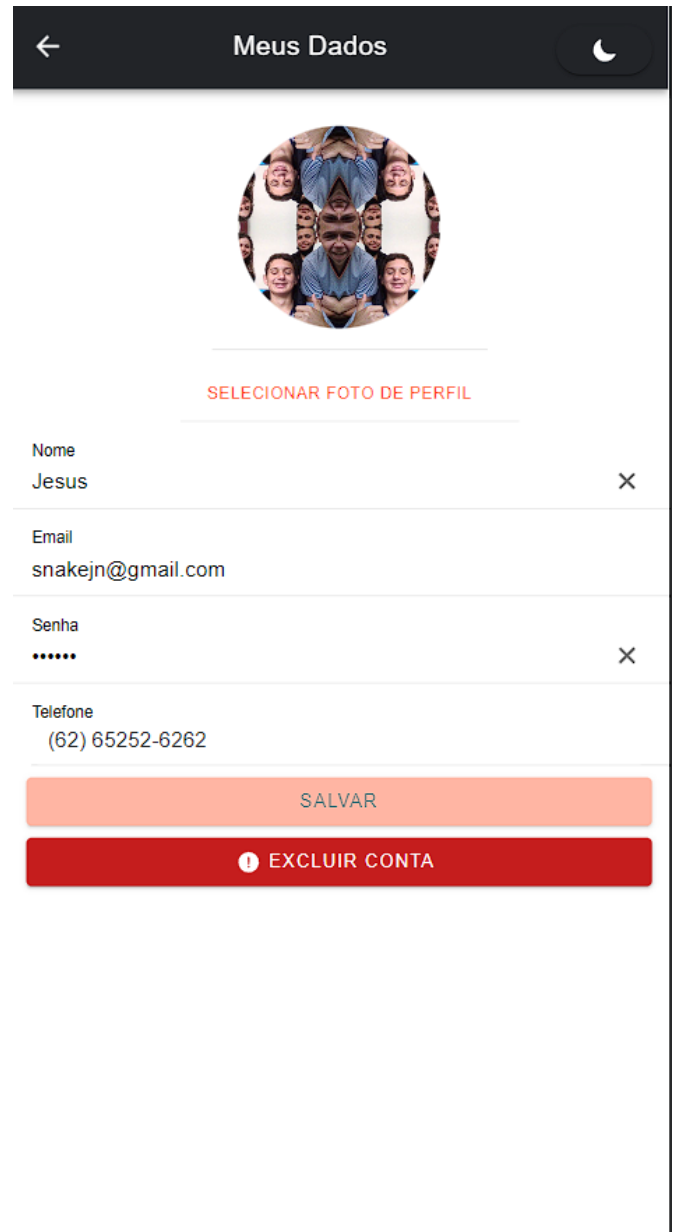 Meus Dados
SELECIONAR FOTO DE PERFIL
Nome
Jesus
Email
snakejn@gmail.com
Senha
••••••
Telefone
(62) 65252-6262
SALVAR
EXCLUIR CONTA